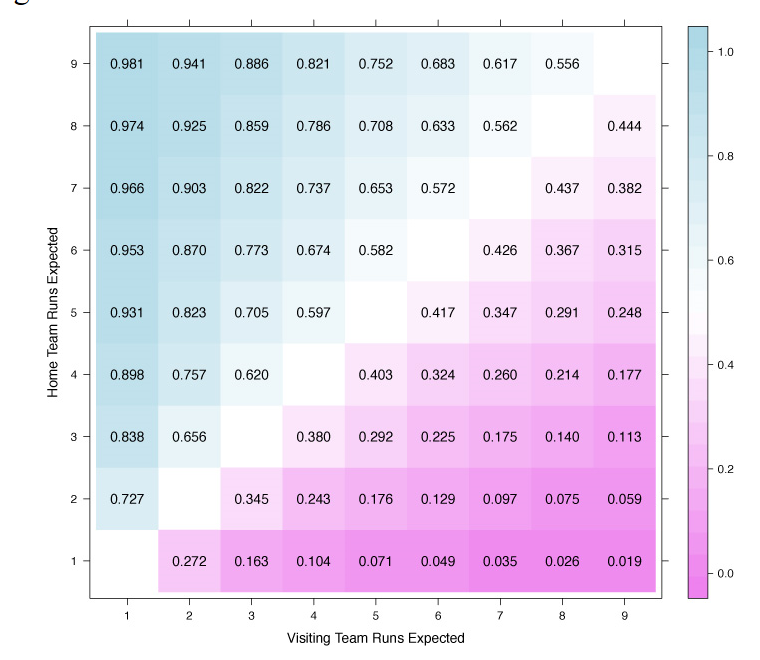 9 0.981 0.941 0.886 0.821 0.752 0.683 0.617 0.556
8 0.974 0.925 0.859 0.786 0.708 0.633 0.562 0.444
7 0.966 0.903 0.822 0.737 0.653 0.572 0.437 0.382
6 0.953 0.870 0.773 0.674 0.582 0.426 0.367 0.315
5 0.931 0.823 0.705 0.597 0.417 0.347 0.291 0.248
4 0.898 0.757 0.620 0.403 0.324 0.260 0.214 0.177
3 0.838 0.656 0.380 0.292 0.225 0.175 0.140 0.113
2 0.727 0.345 0.243 0.176 0.129 0.097 0.075 0.059
1 0.272 0.163 0.104 0.071 0.049 0.035 0.026 0.019
1 2 3 4 5 6 7 8 9
Visiting Team Runs Expected
Home Team Runs Expected
1.0
0.8
0.6
0.4
0.2
0.0